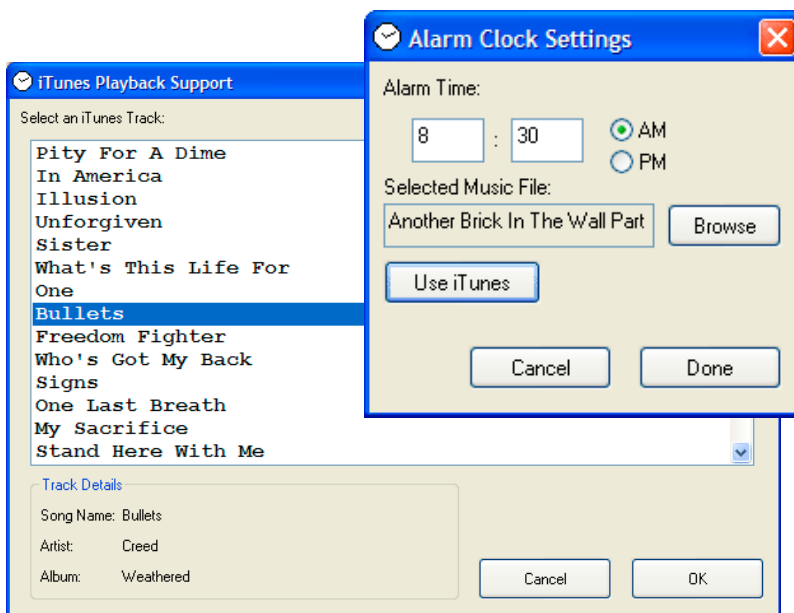 Alarm Clock Settings
Alarm Time:
8 : 30
AM
PM
Selected Music File:
Another Brick In The Wall Part
Browse
Use iTunes
Cancel
Done
iTunes Playback Support
Select an iTunes Track:
Pity For A Dime
In America
Illusion
Unforgiven
Sister
What's This Life For
One
Bullets
Freedom Fighter
Who's Got My Back
Signs
One Last Breath
My Sacrifice
Stand Here With Me
Track Details
Song Name: Bullets
Artist: Creed
Album: Weathered
Cancel
OK